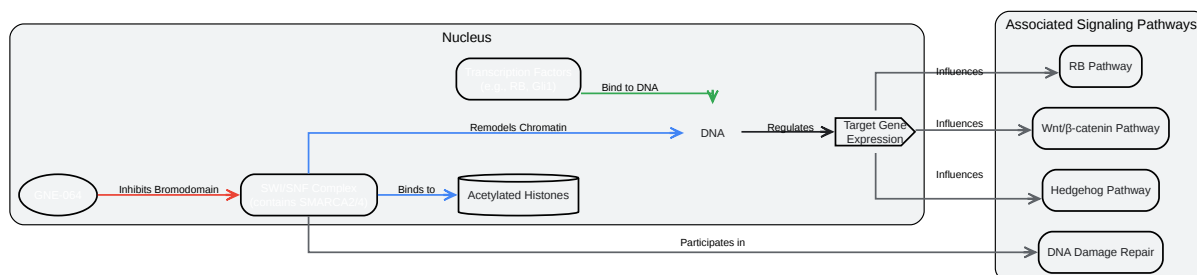 Associated Signaling Pathways
Nucleus
RB Pathway
Influences
Transcription Factors
(e.g., RB, Gli1)
Bind to DNA
Remodels Chromatin
DNA
Regulates
Target Gene
Expression
Influences
Wnt/β-catenin Pathway
GNE-064
Inhibits Bromodomain
SWI/SNF Complex
(contains SMARCA2/4)
Binds to
Acetylated Histones
Influences
Hedgehog Pathway
Participates in
DNA Damage Repair